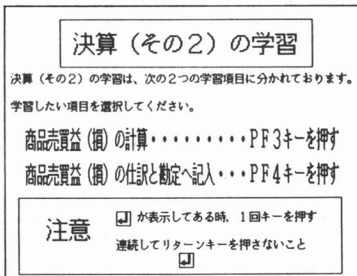 決算（その２）の学習
決算（その２）の学習は、次の２つの学習項目に分かれております。
学習したい項目を選択してください。
商品売買益（損）の計算・・・・・・・・・ＰＦ３キーを押す
商品売買益（損）の仕訳と勘定へ記入・・・ＰＦ４キーを押す
注意
↵ が表示してある時，１回キーを押す
連続してリターンキーを押さないこと
↵